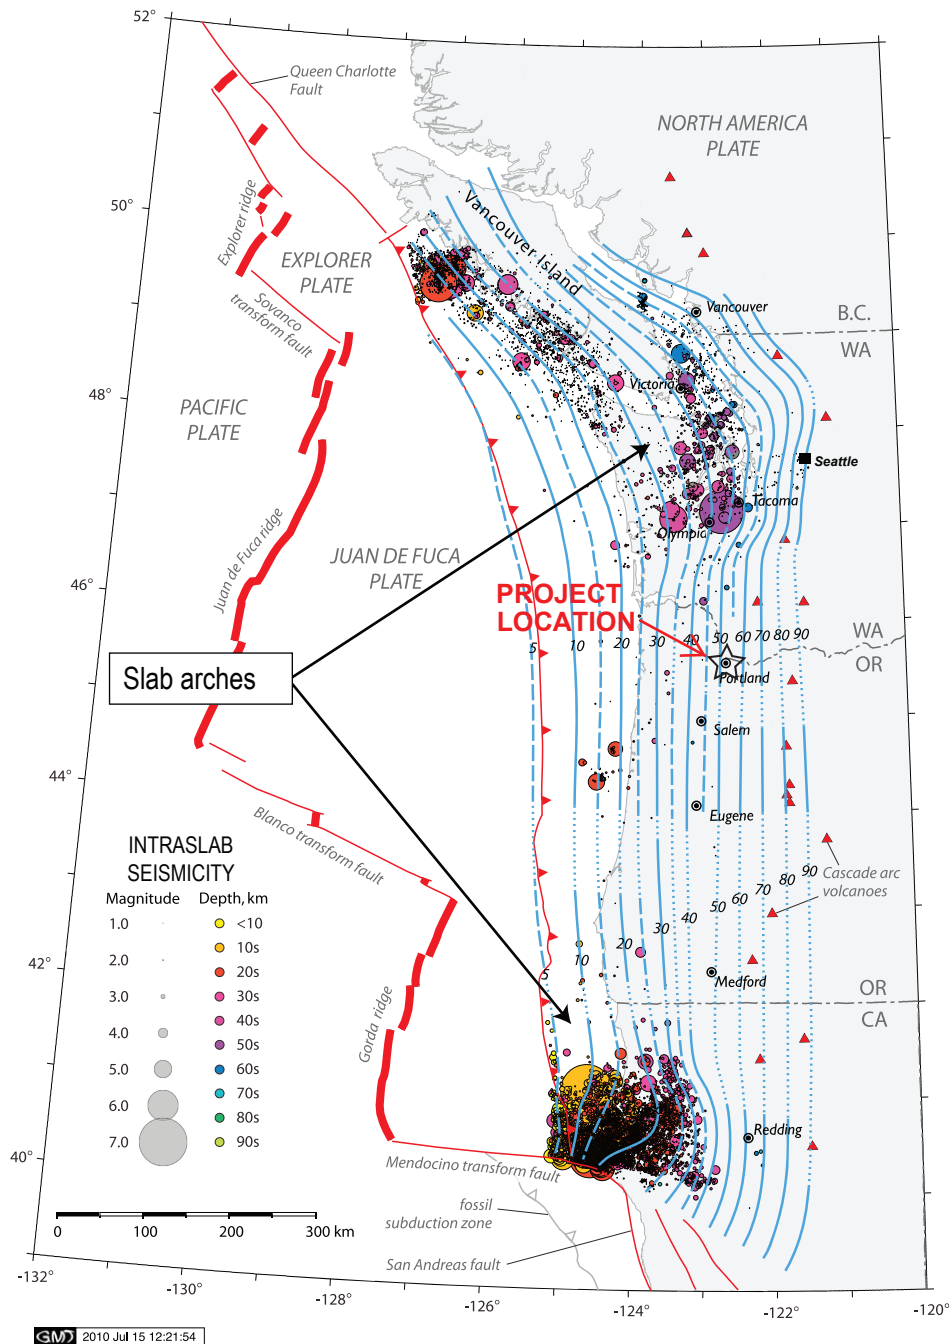 52°
Queen Charlotte
Fault
NORTH AMERICA
PLATE
50°
Explorer ridge
EXPLORER
PLATE
Vancouver Island
Sovanco
transform fault
Vancouver
B.C.
WA
48°
PACIFIC
PLATE
Victoria
Seattle
Tacoma
Olympia
Juan de Fuca ridge
JUAN DE FUCA
PLATE
46°
PROJECT
LOCATION
5
10
20
30
40
50
60
70
80
90
WA
OR
Slab arches
Portland
Salem
44°
Eugene
Blanco transform fault
INTRASLAB
SEISMICITY
Magnitude
Depth, km
1.0
<10
2.0
10s
3.0
20s
4.0
30s
5.0
40s
6.0
50s
7.0
60s
70s
80s
90s
Cascade arc
volcanoes
90
80
70
60
50
40
30
20
10
5
42°
Medford
OR
CA
Gorda ridge
Redding
40°
Mendocino transform fault
fossil
subduction zone
San Andreas fault
0
100
200
300 km
-132°
-130°
-128°
-126°
-124°
-122°
-120°
GMT 2010 Jul 15 12:21:54